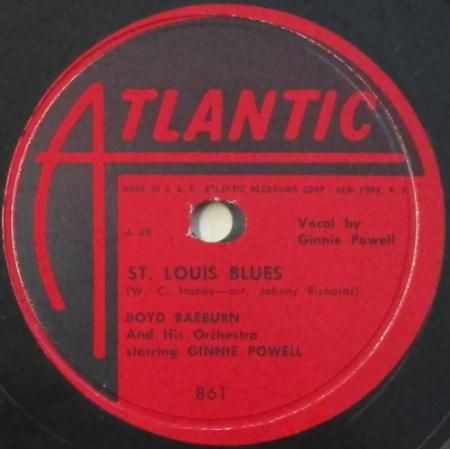 ATLANTIC
MADE IN U.S.A. ATLANTIC RECORDING CORP. NEW YORK, N. Y.
A 49
Vocal by
Ginnie Powell
ST. LOUIS BLUES
(W. C. Handy—arr. Johnny Richards)
BOYD RAEBURN
And His Orchestra
starring GINNIE POWELL
861